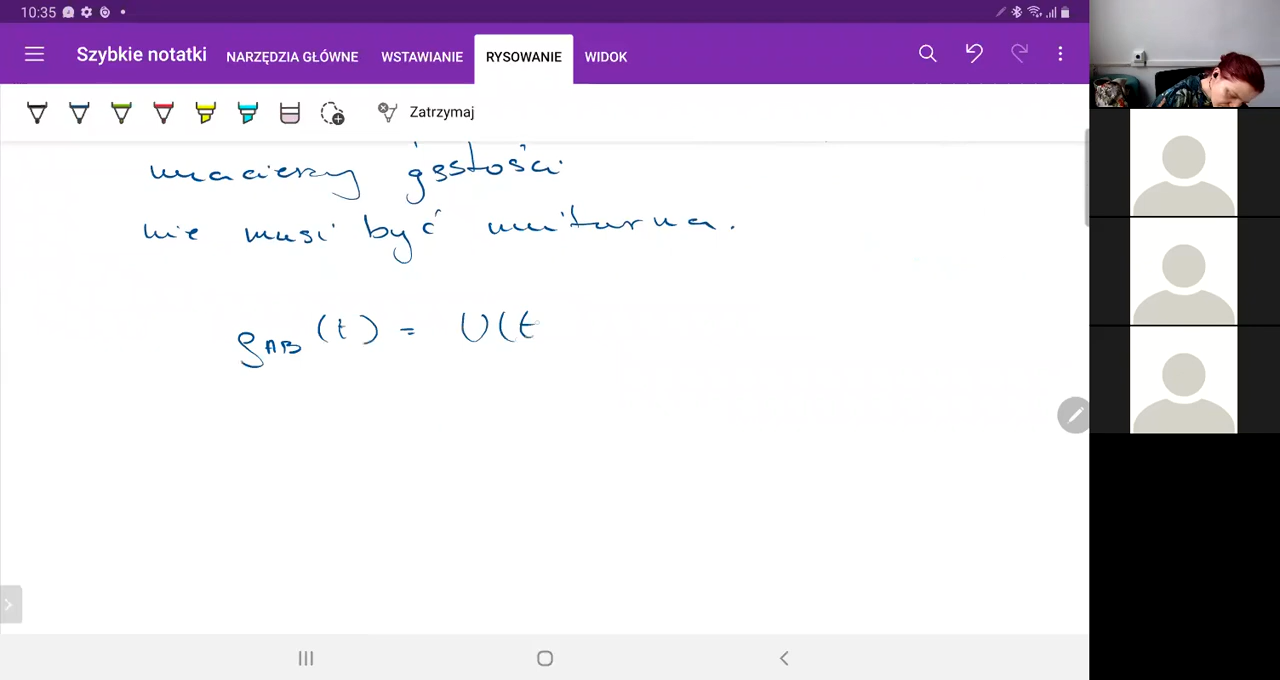 10:35
Szybkie notatki NARZĘDZIA GŁÓWNE WSTAWIANIE RYSOWANIE WIDOK
Zatrzymaj
macierzy gęstości
nie musi być unitarna.
ρAB (t) = U(t